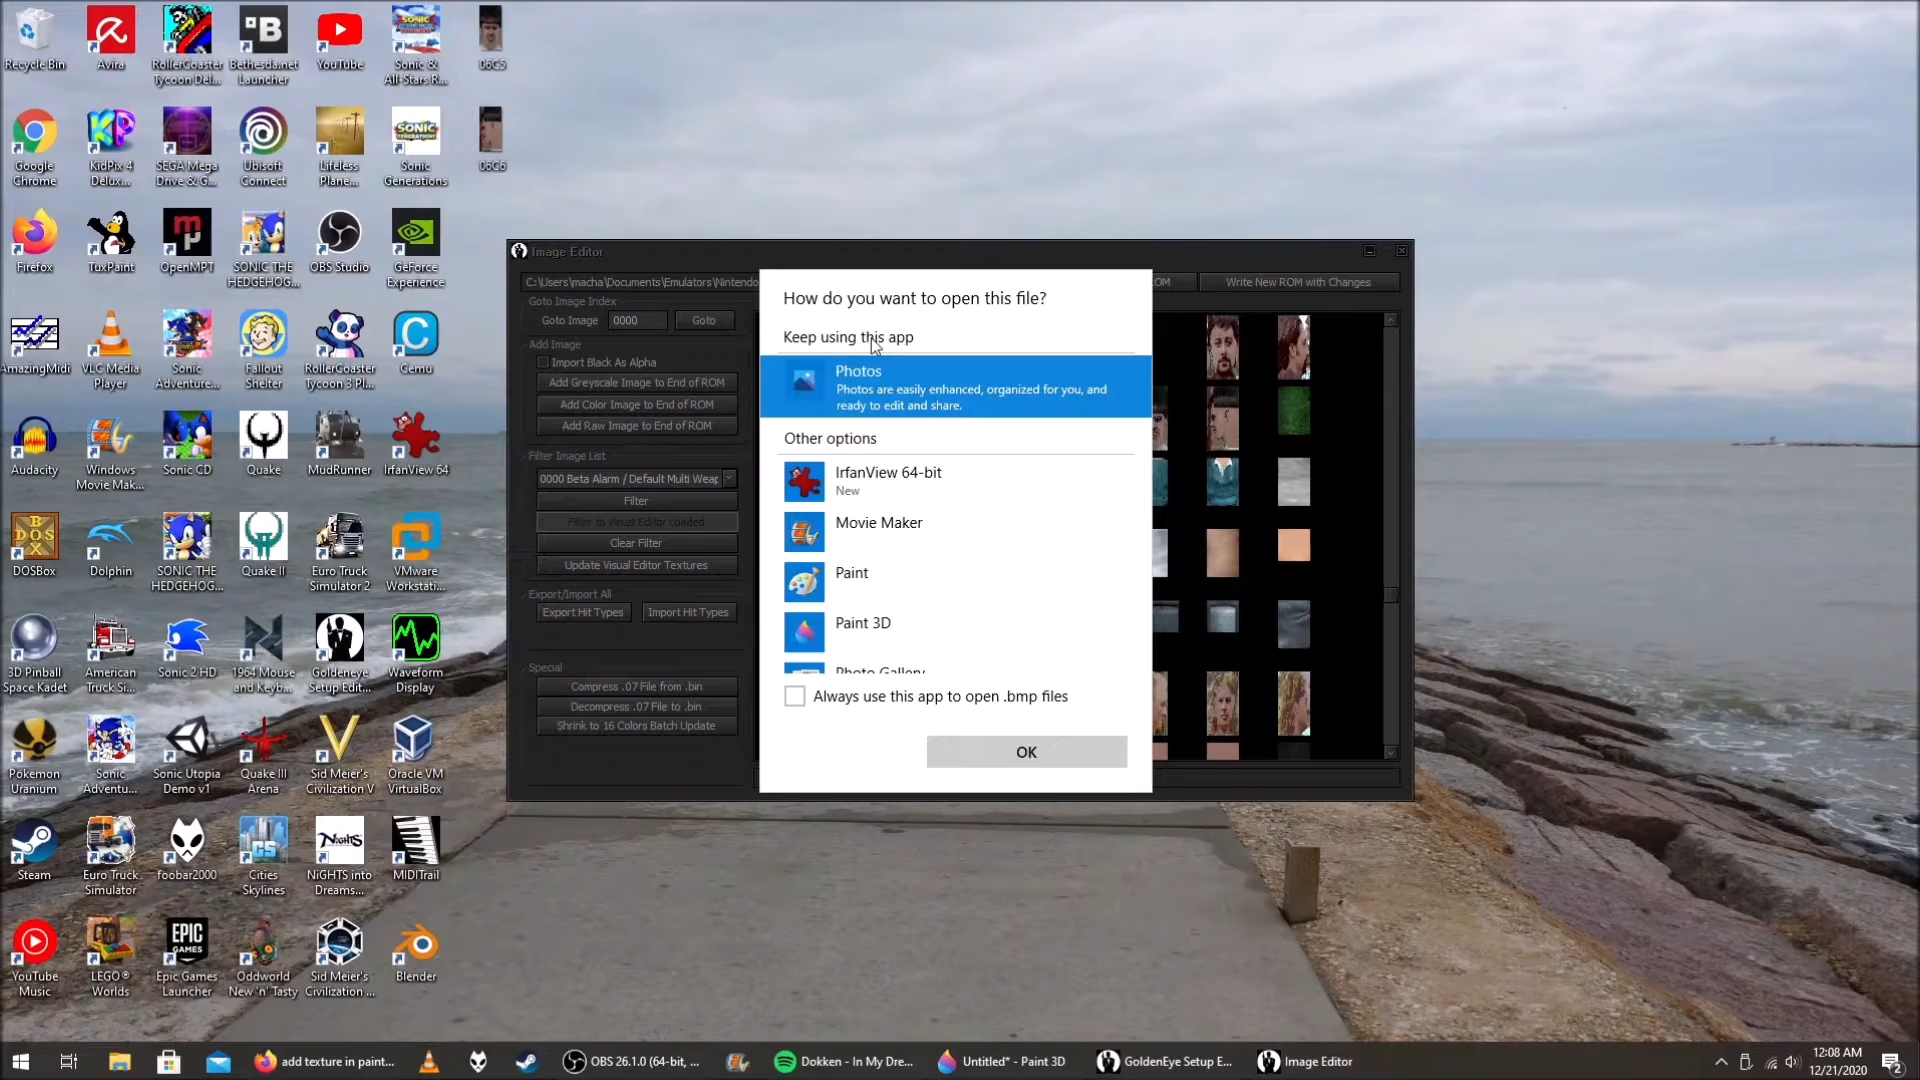 Recycle Bin
Avira
RollerCoaster
Tycoon Del...
Bethesda.net
Launcher
YouTube
Sonic &
All-Stars R...
06C5
Google
Chrome
KidPix 4
Delux...
SEGA Mega
Drive & G...
Ubisoft
Connect
Lifeless
Plane...
Sonic
Generations
06C6
Firefox
TuxPaint
OpenMPT
SONIC THE
HEDGEHOG...
OBS Studio
GeForce
Experience
AmazingMidi
VLC Media
Player
Sonic
Adventure...
Fallout
Shelter
RollerCoaster
Tycoon 3 Pl...
Cemu
Audacity
Windows
Movie Mak...
Sonic CD
Quake
MudRunner
IrfanView 64
DOSBox
Dolphin
SONIC THE
HEDGEHOG...
Quake II
Euro Truck
Simulator 2
VMware
Workstati...
3D Pinball
Space Kadet
American
Truck Si...
Sonic 2 HD
1964 Mouse
and Keyb...
Goldeneye
Setup Edit...
Waveform
Display
Pokemon
Uranium
Sonic
Adventu...
Sonic Utopia
Demo v1
Quake III
Arena
Sid Meier's
Civilization V
Oracle VM
VirtualBox
Steam
Euro Truck
Simulator
foobar2000
Cities
Skylines
NiGHTS into
Dreams...
MIDITrail
YouTube
Music
LEGO®
Worlds
Epic Games
Launcher
Oddworld
New 'n' Tasty
Sid Meier's
Civilization ...
Blender
Image Editor
C:\Users\macha\Documents\Emulators\Nintendo
OM
Write New ROM with Changes
Goto Image Index
Goto Image
0000
Goto
Add Image
Import Black As Alpha
Add Greyscale Image to End of ROM
Add Color Image to End of ROM
Add Raw Image to End of ROM
Filter Image List
0000 Beta Alarm / Default Multi Weap
Filter
Filter to Visual Editor Loaded
Clear Filter
Update Visual Editor Textures
Export/Import All
Export Hit Types
Import Hit Types
Special
Compress .07 File from .bin
Decompress .07 File to .bin
Shrink to 16 Colors Batch Update
How do you want to open this file?
Keep using this app
Photos
Photos are easily enhanced, organized for you, and
ready to edit and share.
Other options
IrfanView 64-bit
New
Movie Maker
Paint
Paint 3D
Photo Gallery
Always use this app to open .bmp files
OK
add texture in paint...
OBS 26.1.0 (64-bit, ...
Dokken - In My Dre...
Untitled* - Paint 3D
GoldenEye Setup E...
Image Editor
12:08 AM
12/21/2020
2